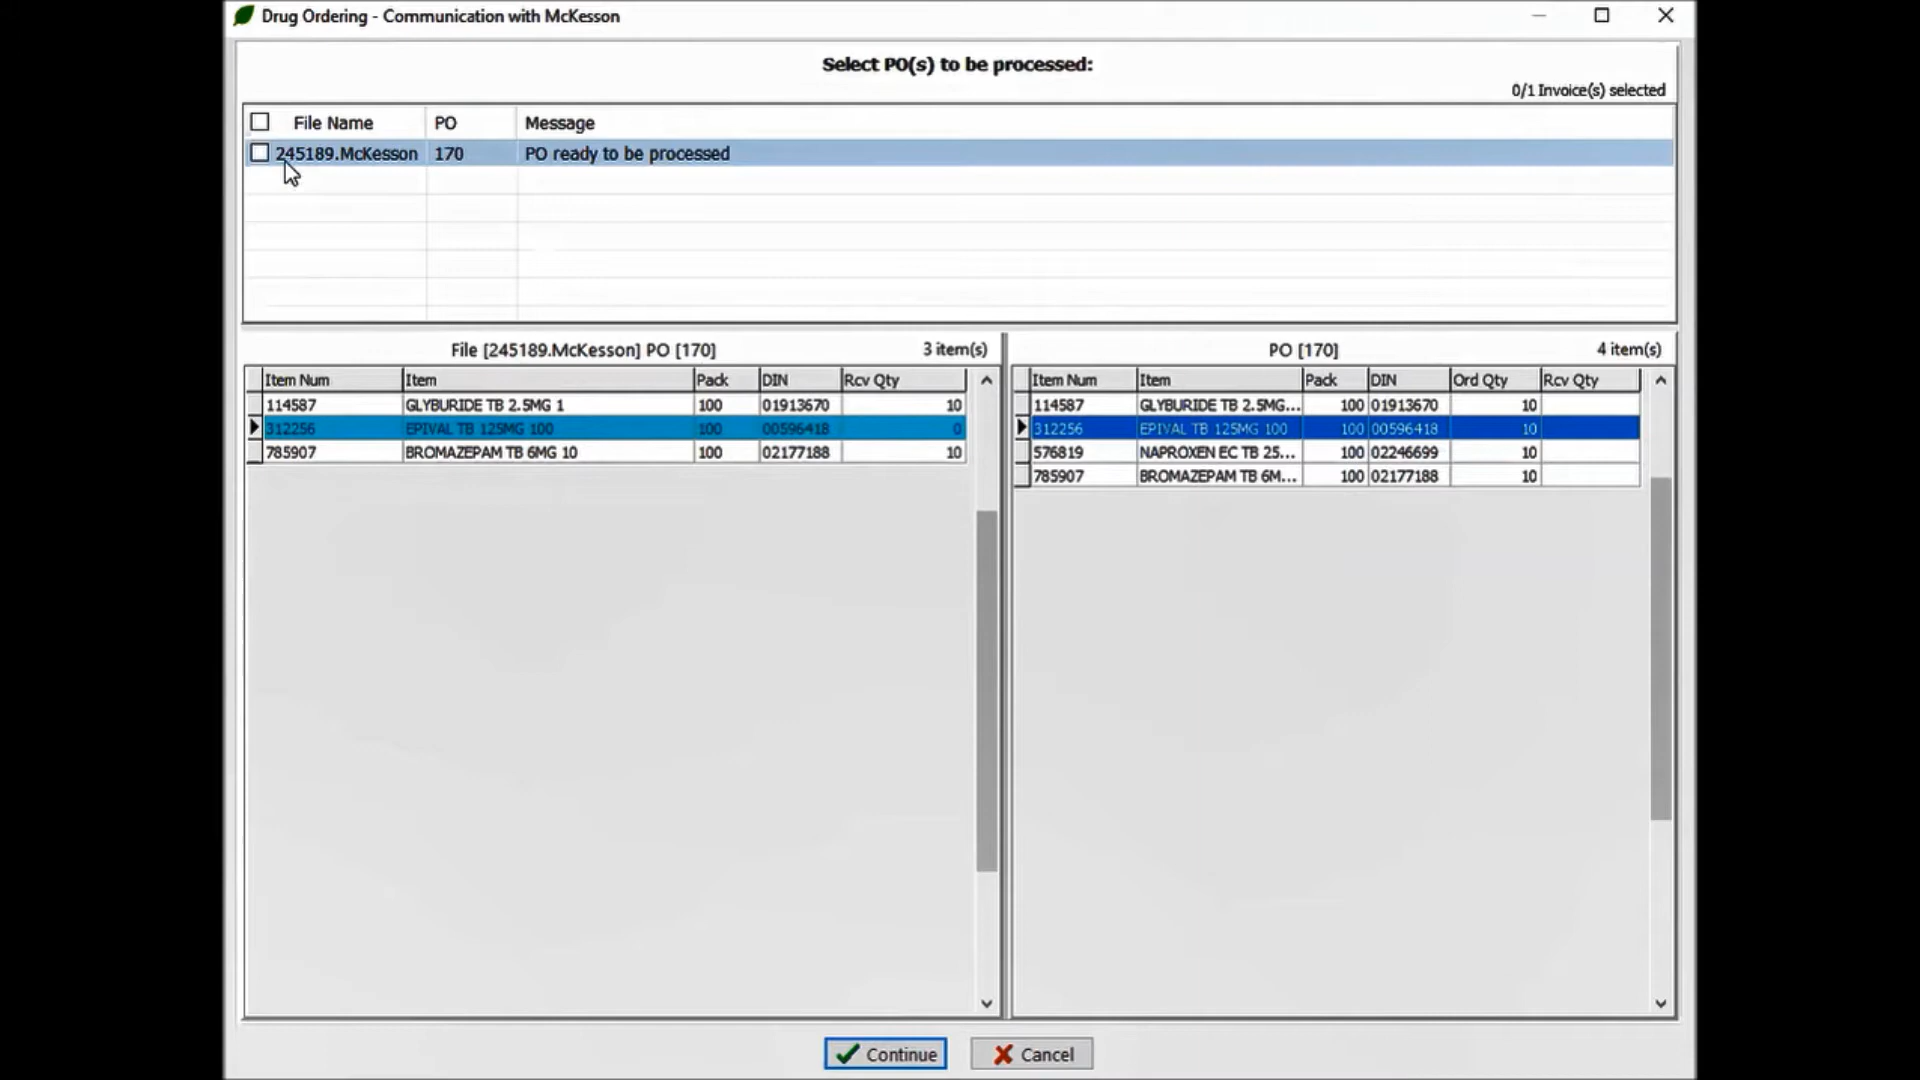 Drug Ordering - Communication with McKesson
Select PO(s) to be processed:
0/1 Invoice(s) selected
File Name PO Message
245189.McKesson 170 PO ready to be processed
File [245189.McKesson] PO [170] 3 item(s)
Item Num Item Pack DIN Rcv Qty
114587 GLYBURIDE TB 2.5MG 1 100 01913670 10
312256 EPIVAL TB 125MG 100 100 00596418 0
785907 BROMAZEPAM TB 6MG 10 100 02177188 10
PO [170] 4 item(s)
Item Num Item Pack DIN Ord Qty Rcv Qty
114587 GLYBURIDE TB 2.5MG... 100 01913670 10
312256 EPIVAL TB 125MG 100 100 00596418 10
576819 NAPROXEN EC TB 25... 100 02246699 10
785907 BROMAZEPAM TB 6M... 100 02177188 10
Continue Cancel